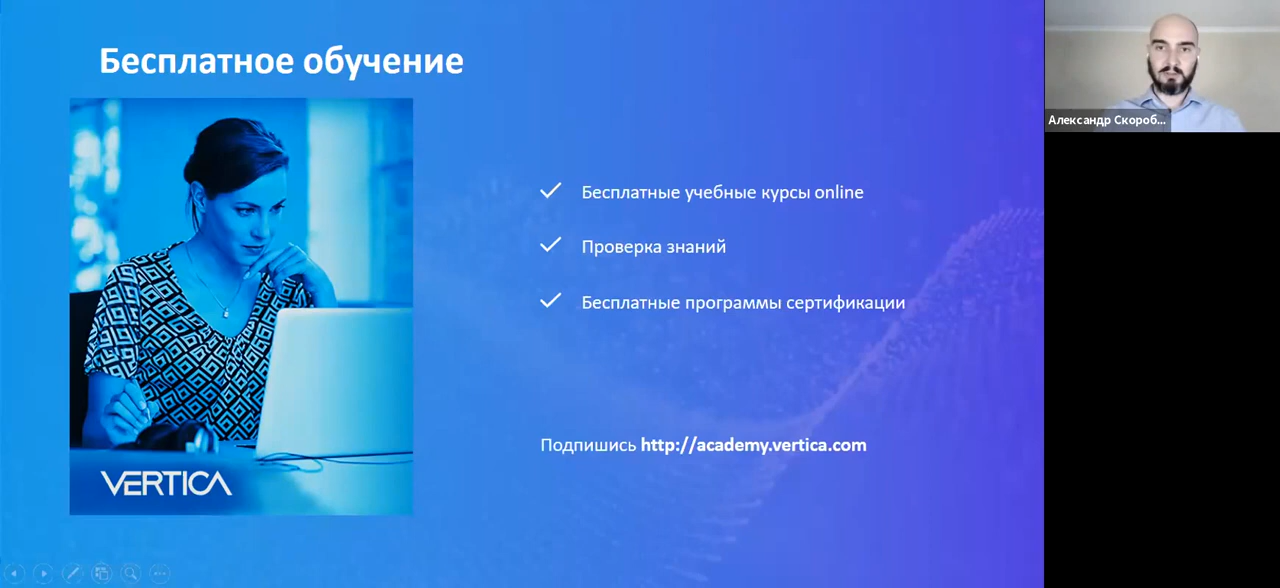 Бесплатное обучение
Бесплатные учебные курсы online
Проверка знаний
Бесплатные программы сертификации
Подпишись http://academy.vertica.com
VERTICA
Александр Скороб...